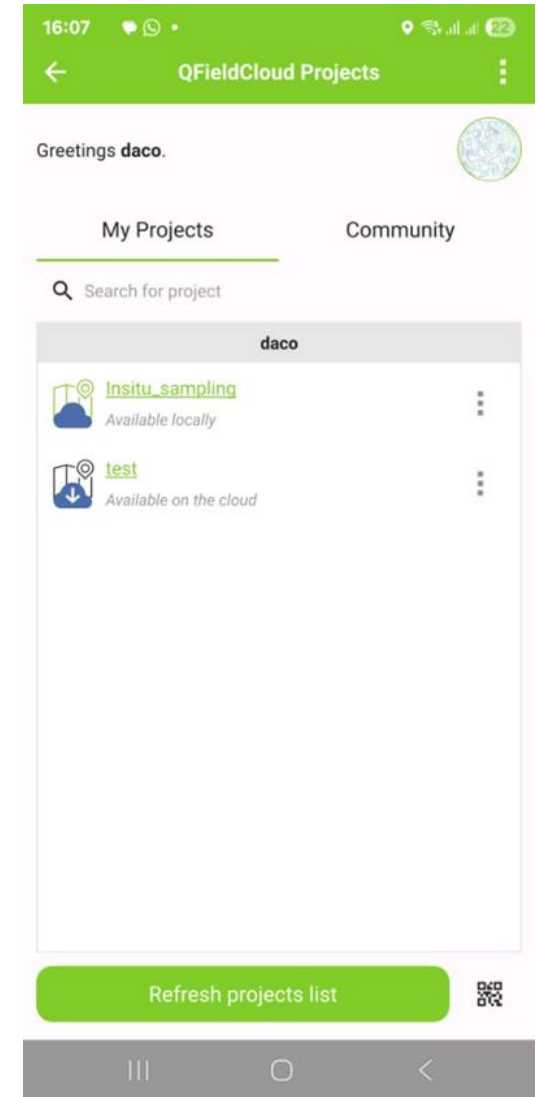 16:07
22
QFieldCloud Projects
Greetings daco.
My Projects
Community
Search for project
daco
Insitu_sampling
Available locally
test
Available on the cloud
Refresh projects list